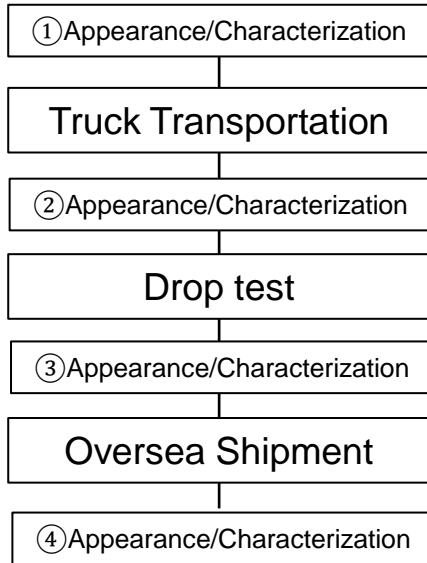 ①Appearance/Characterization
Truck Transportation
②Appearance/Characterization
Drop test
③Appearance/Characterization
Oversea Shipment
④Appearance/Characterization